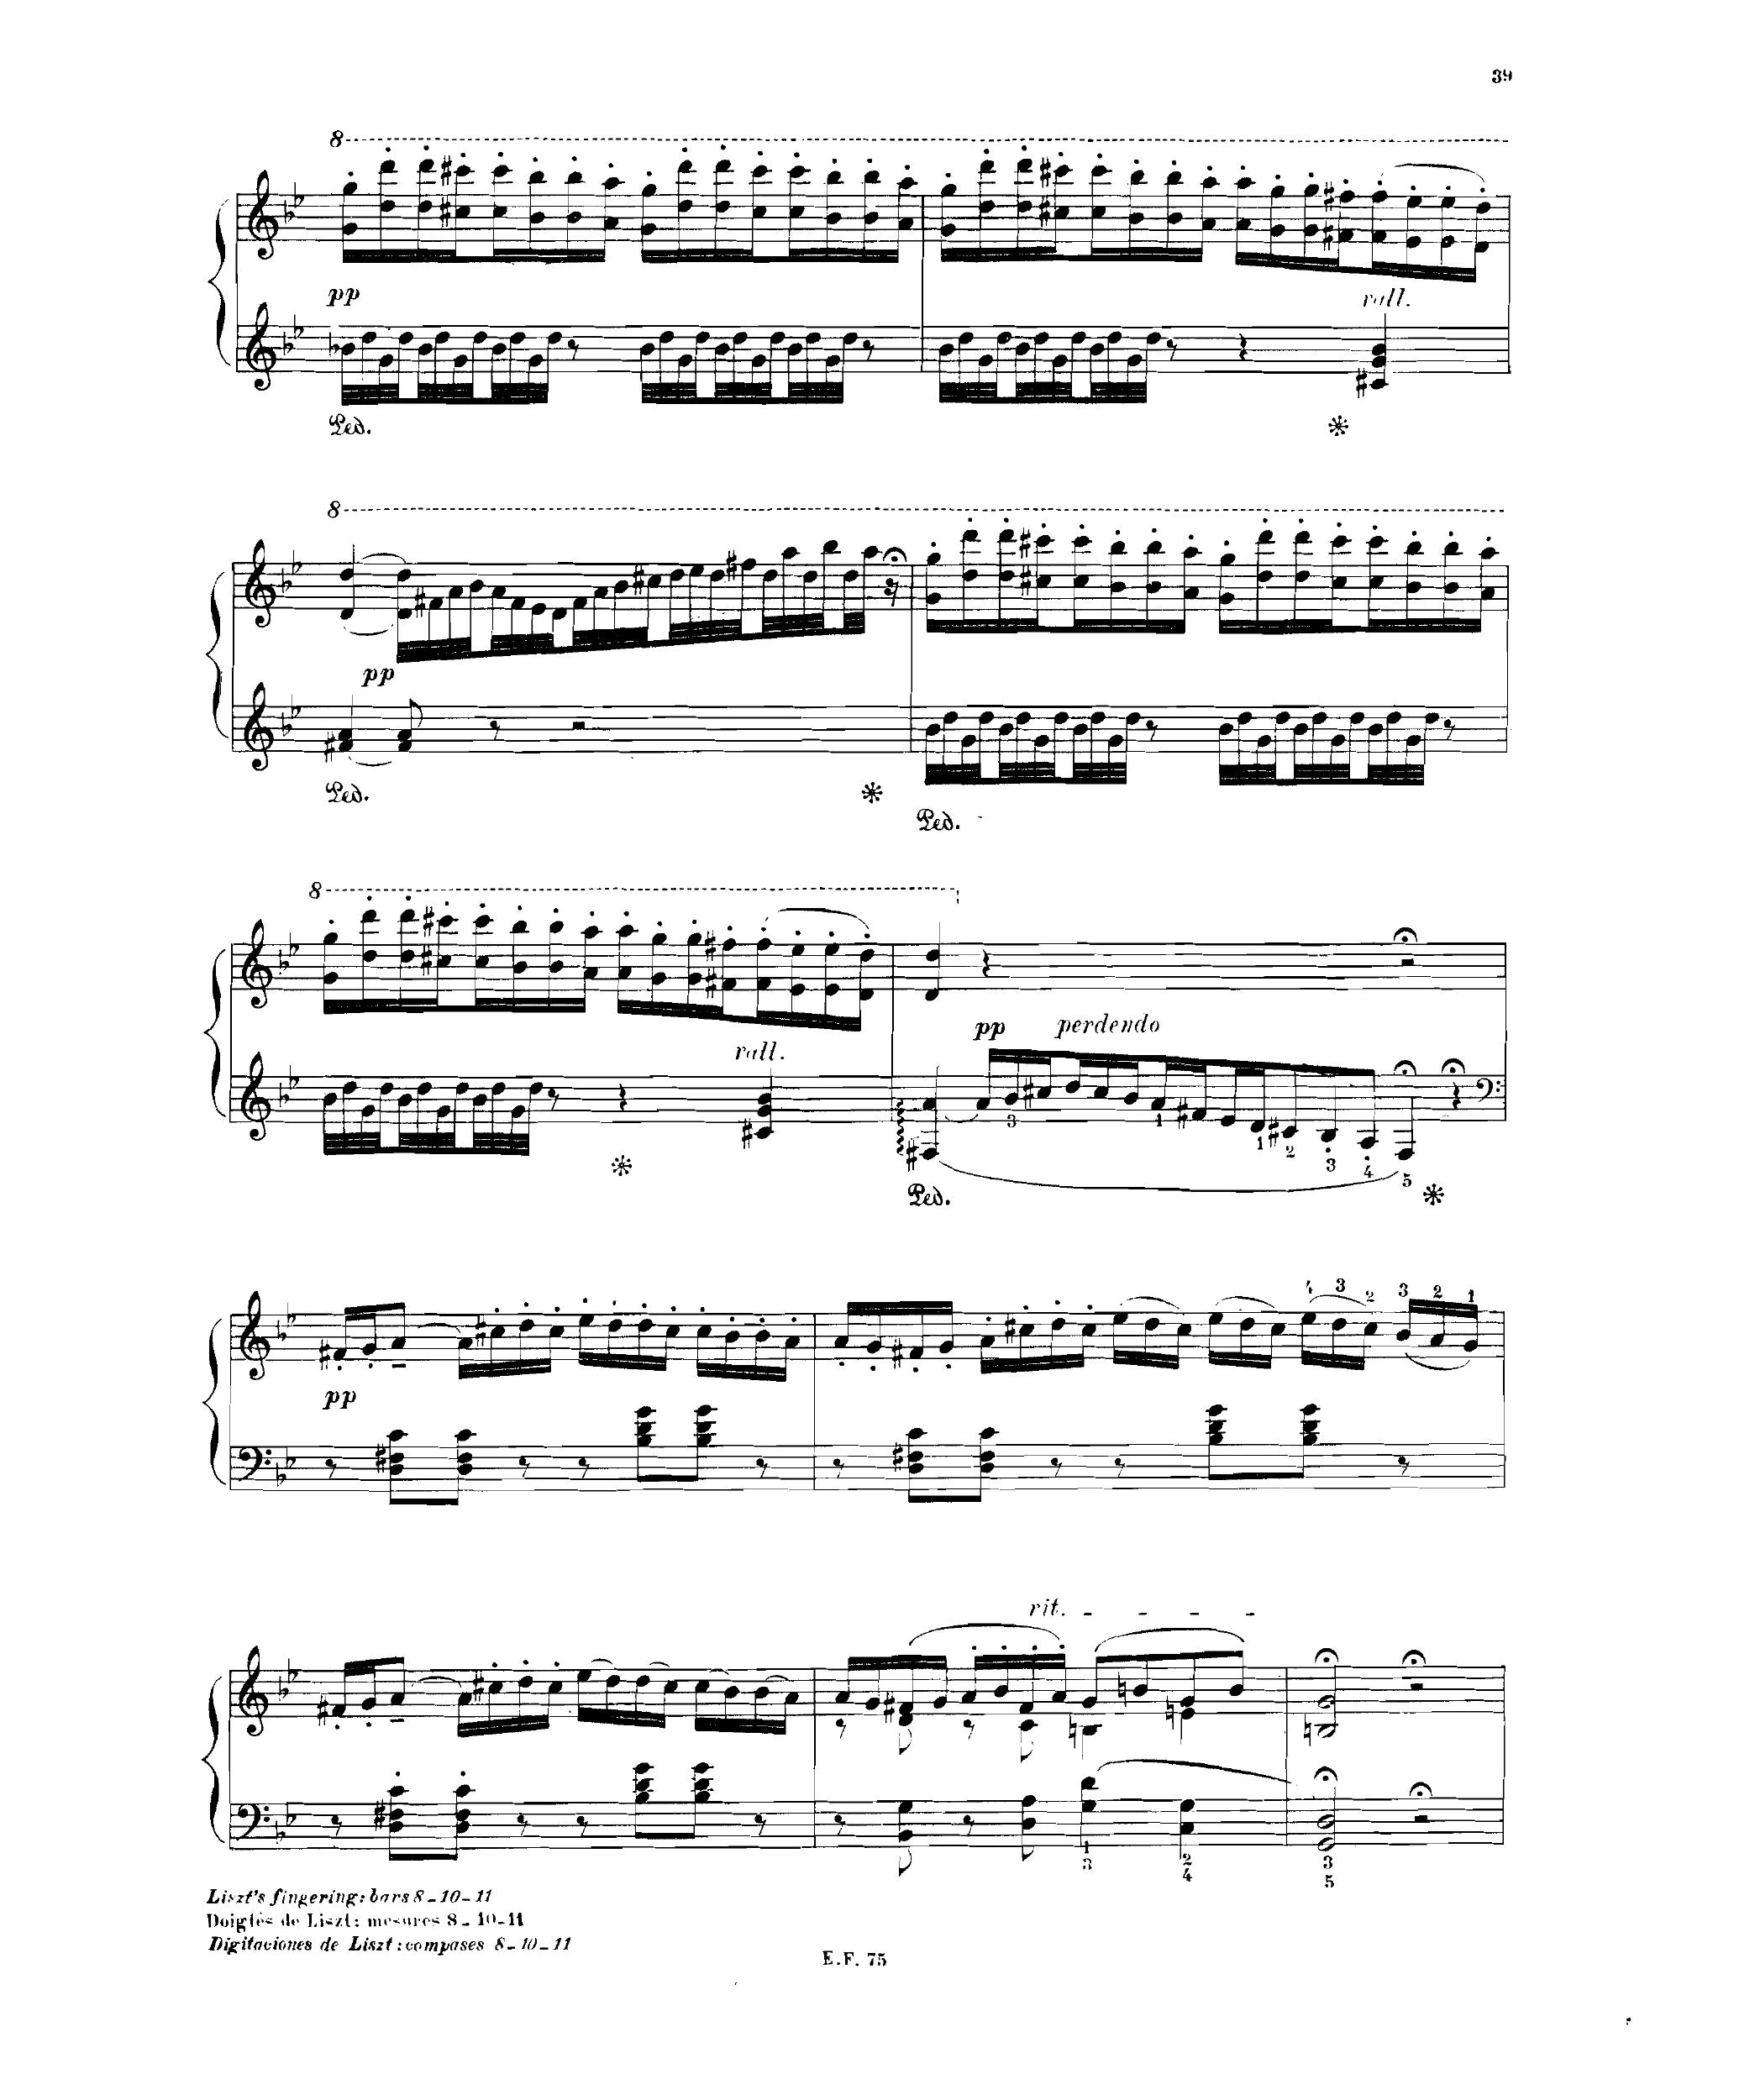 39
8
pp
rall.
Ped.
8
pp
Ped.
Ped.
8
rall.
pp perdendo
3 1 1 2 3 4 5
Ped.
4 3 2 3 2 1
pp
rit.
1 2 3
3 4 5
Liszt's fingering: bars 8-10-11
Doigtés de Liszt: mesures 8-10-11
Digitaciones de Liszt: compases 8-10-11
E.F. 75